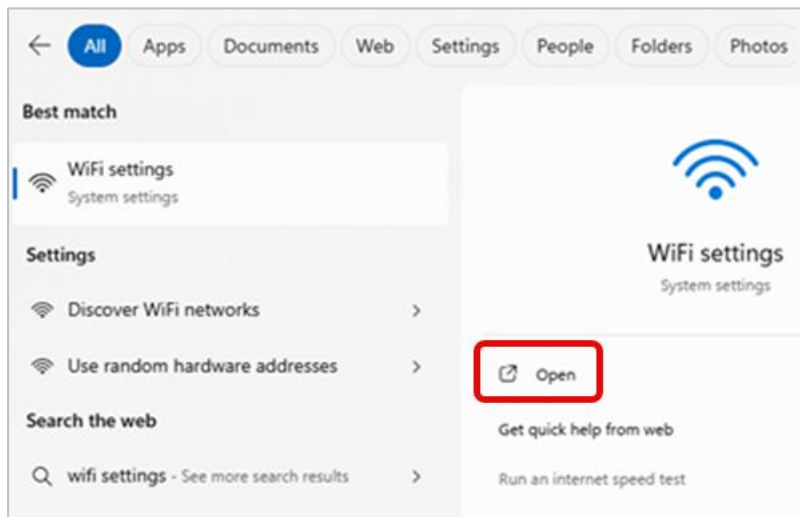 All Apps Documents Web Settings People Folders Photos
Best match
WiFi settings
System settings
Settings
Discover WiFi networks
Use random hardware addresses
Search the web
wifi settings - See more search results
WiFi settings
System settings
Open
Get quick help from web
Run an internet speed test